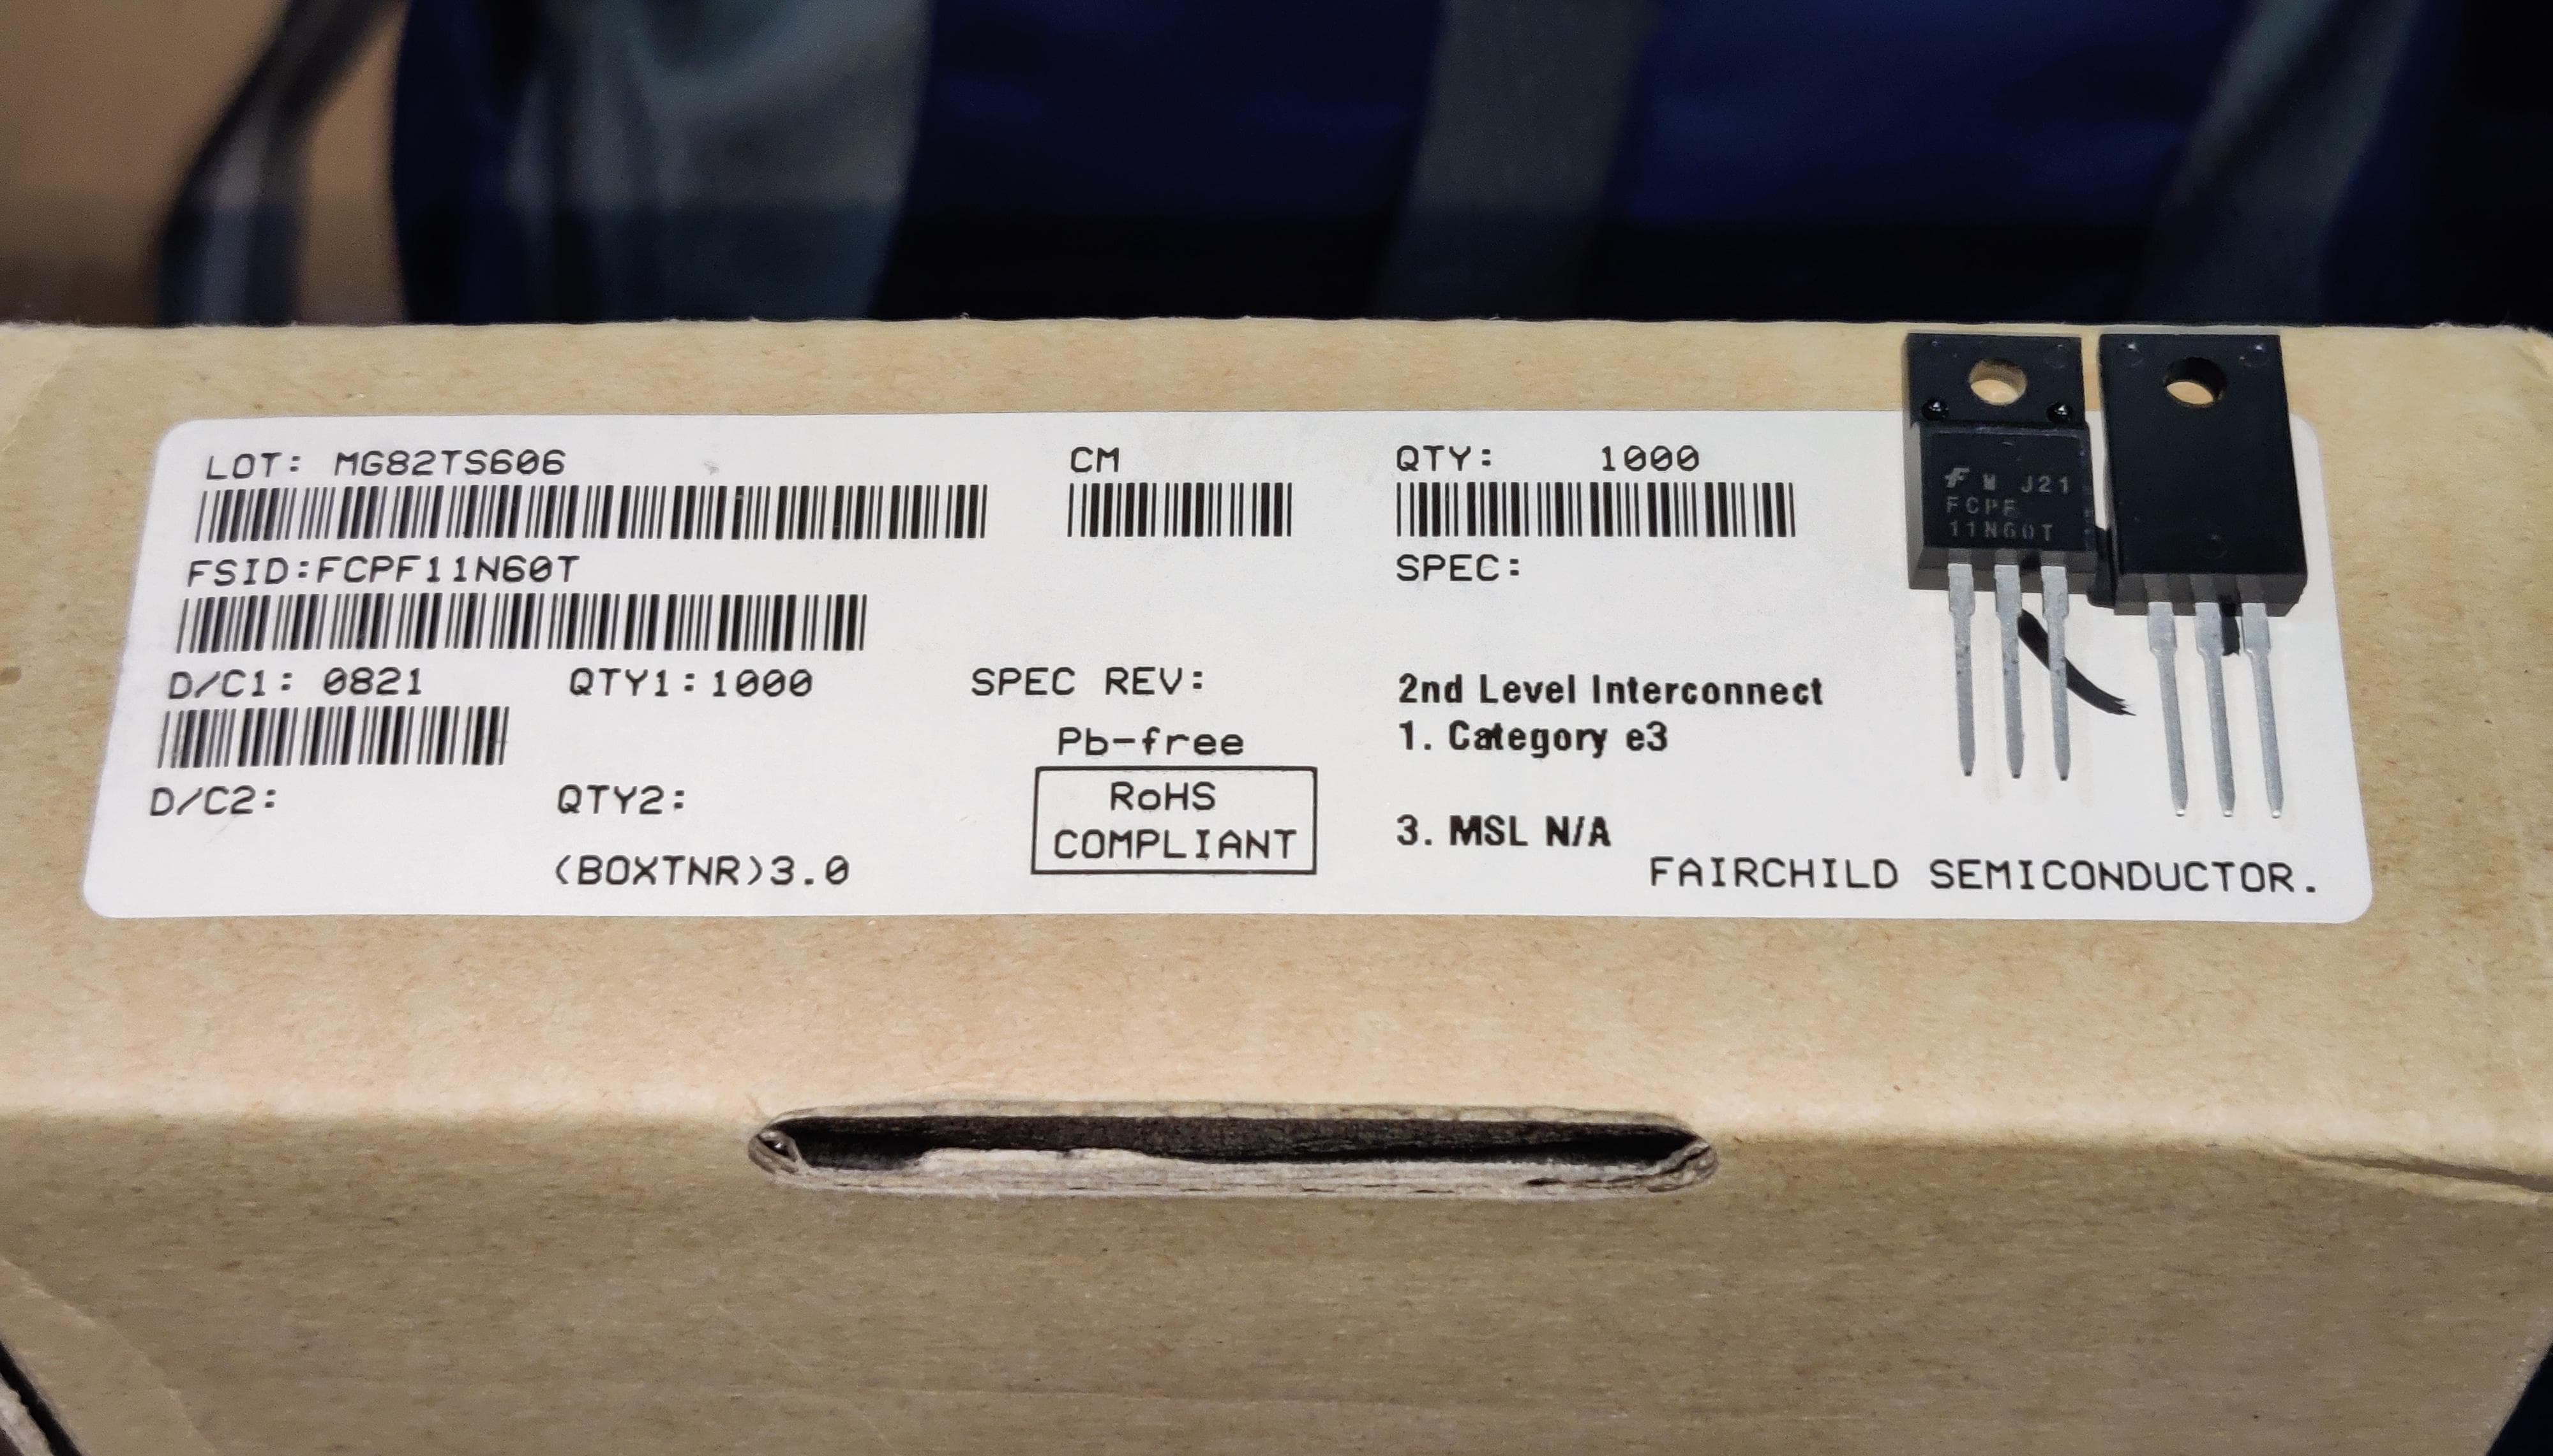 LOT: MG82TS606
CM
QTY: 1000
FSID:FCPF11N60T
SPEC:
D/C1: 0821
QTY1:1000
SPEC REV:
D/C2:
QTY2:
(BOXTNR)3.0
Pb-free
RoHS
COMPLIANT
2nd Level Interconnect
1. Category e3
3. MSL N/A
FAIRCHILD SEMICONDUCTOR.
F M J21
FCPF
11N60T